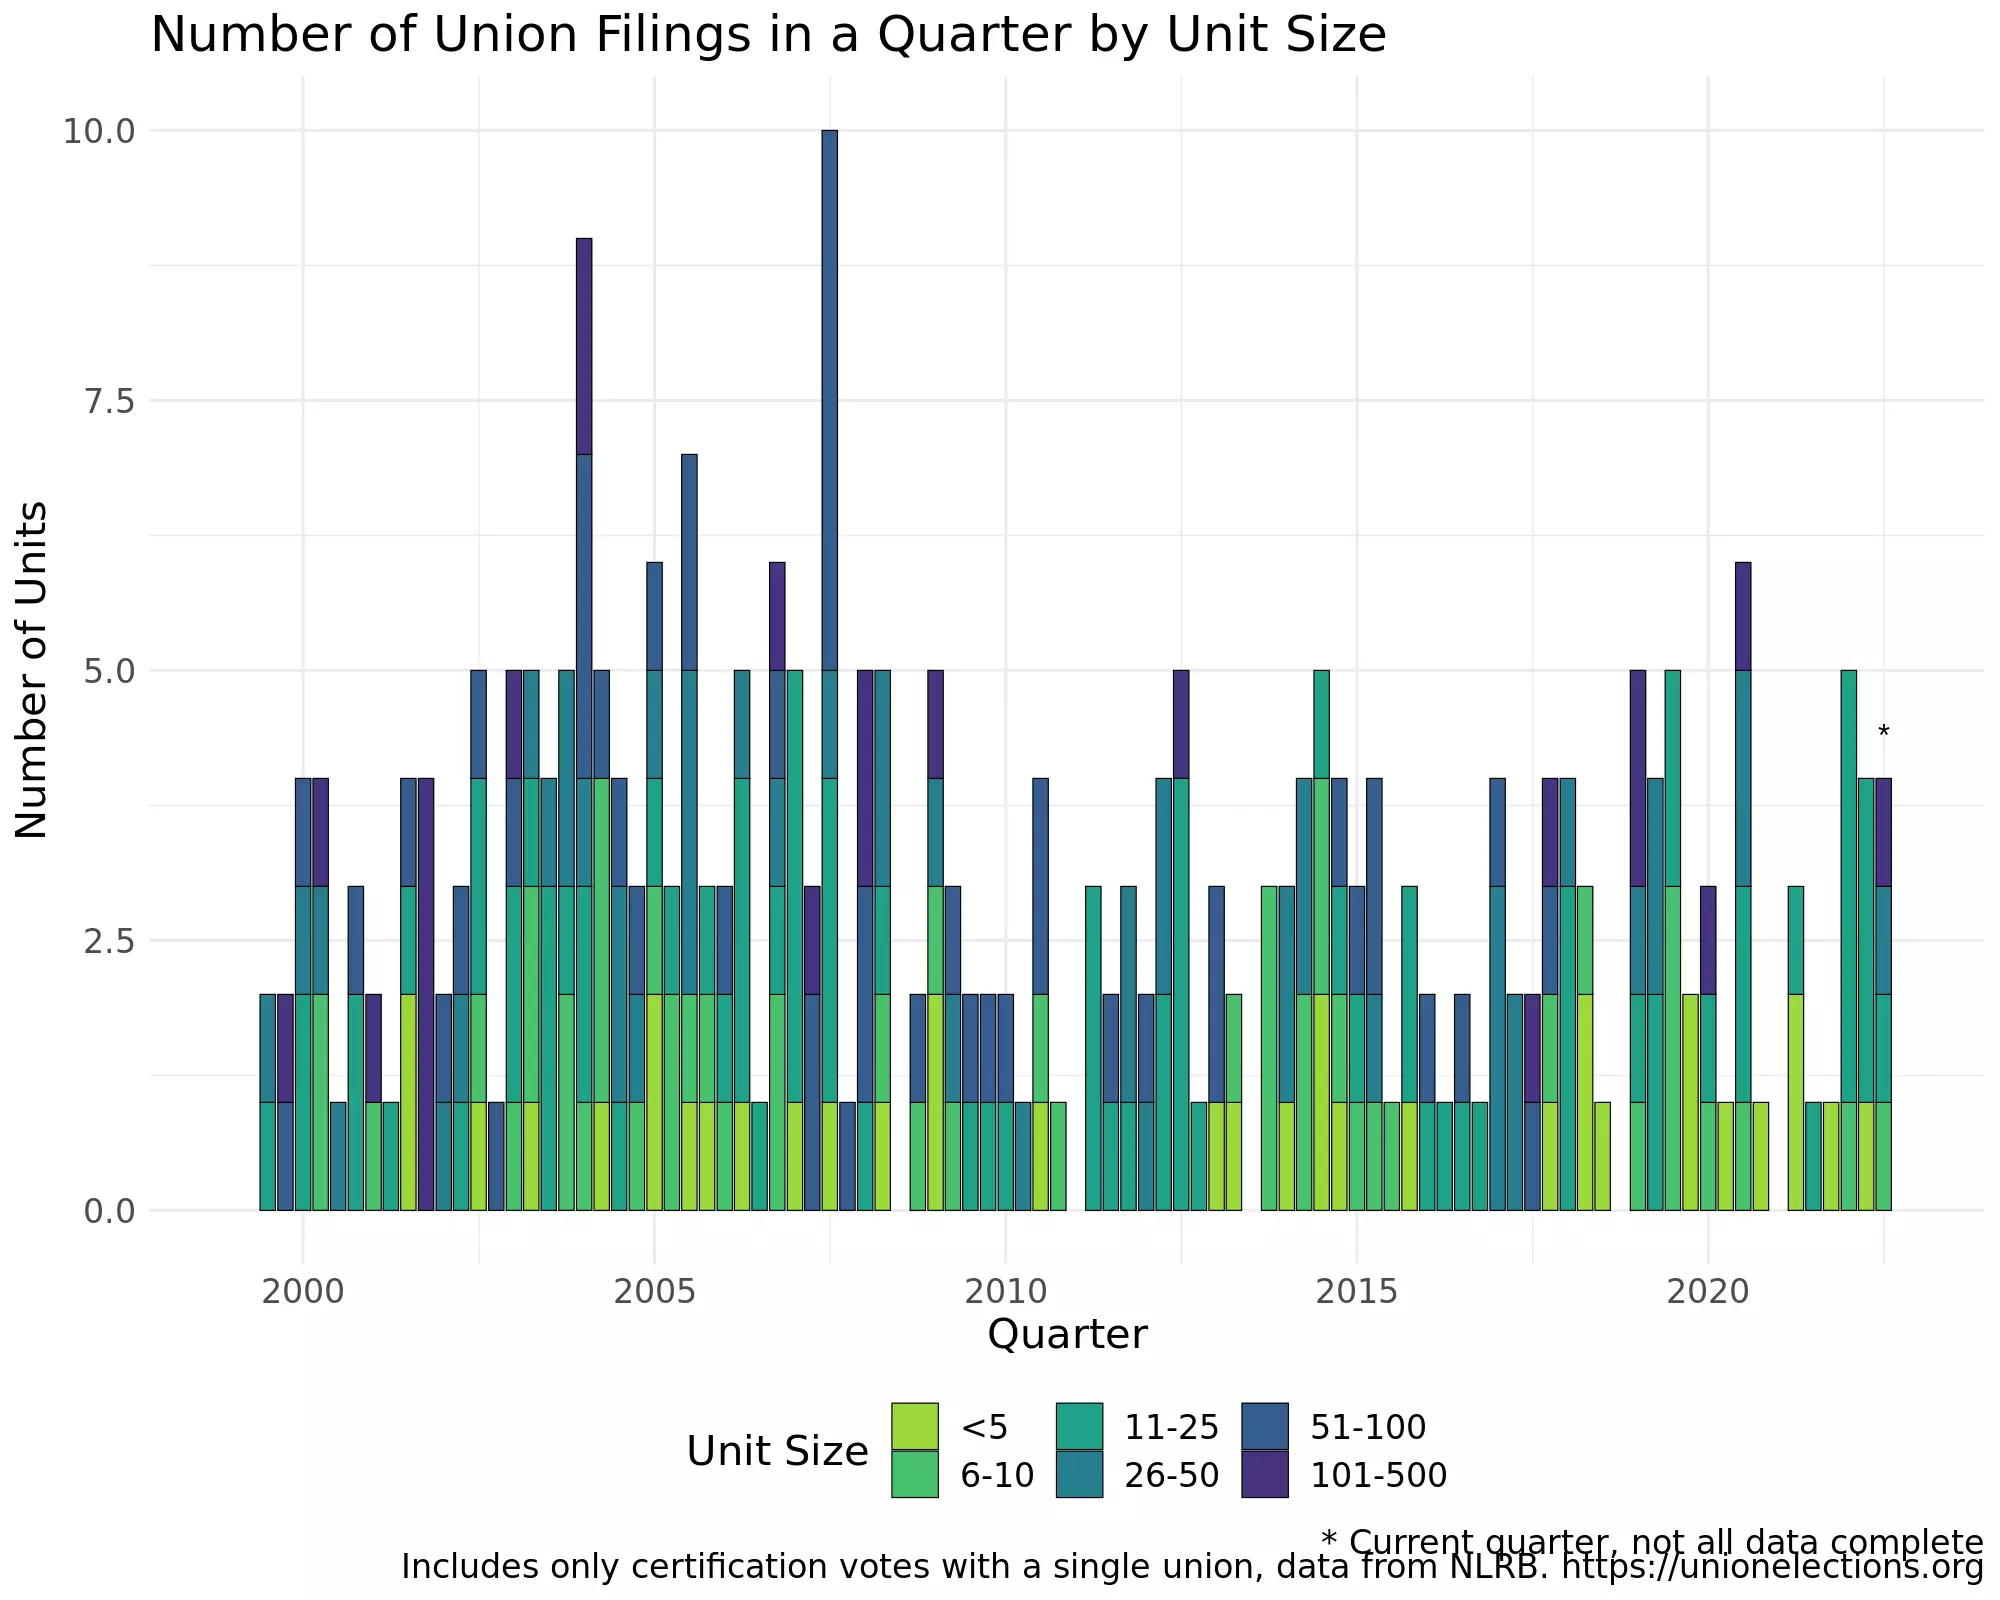 Number of Union Filings in a Quarter by Unit Size
10.0
7.5
5.0
2.5
0.0
Number of Units
*
2000 2005 2010 2015 2020
Quarter
Unit Size
<5 11-25 51-100
6-10 26-50 101-500
* Current quarter, not all data complete
Includes only certification votes with a single union, data from NLRB. https://unionelections.org